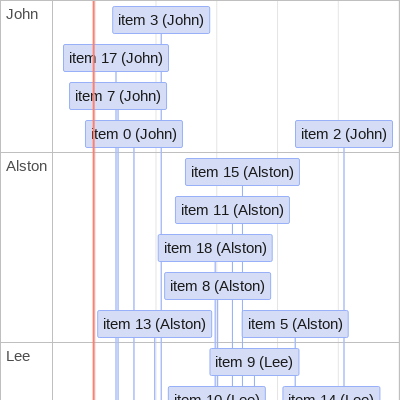 John
item 3 (John)
item 17 (John)
item 7 (John)
item 0 (John)
item 2 (John)
Alston
item 15 (Alston)
item 11 (Alston)
item 18 (Alston)
item 8 (Alston)
item 13 (Alston)
item 5 (Alston)
Lee
item 9 (Lee)
item 10 (Lee)
item 14 (Lee)